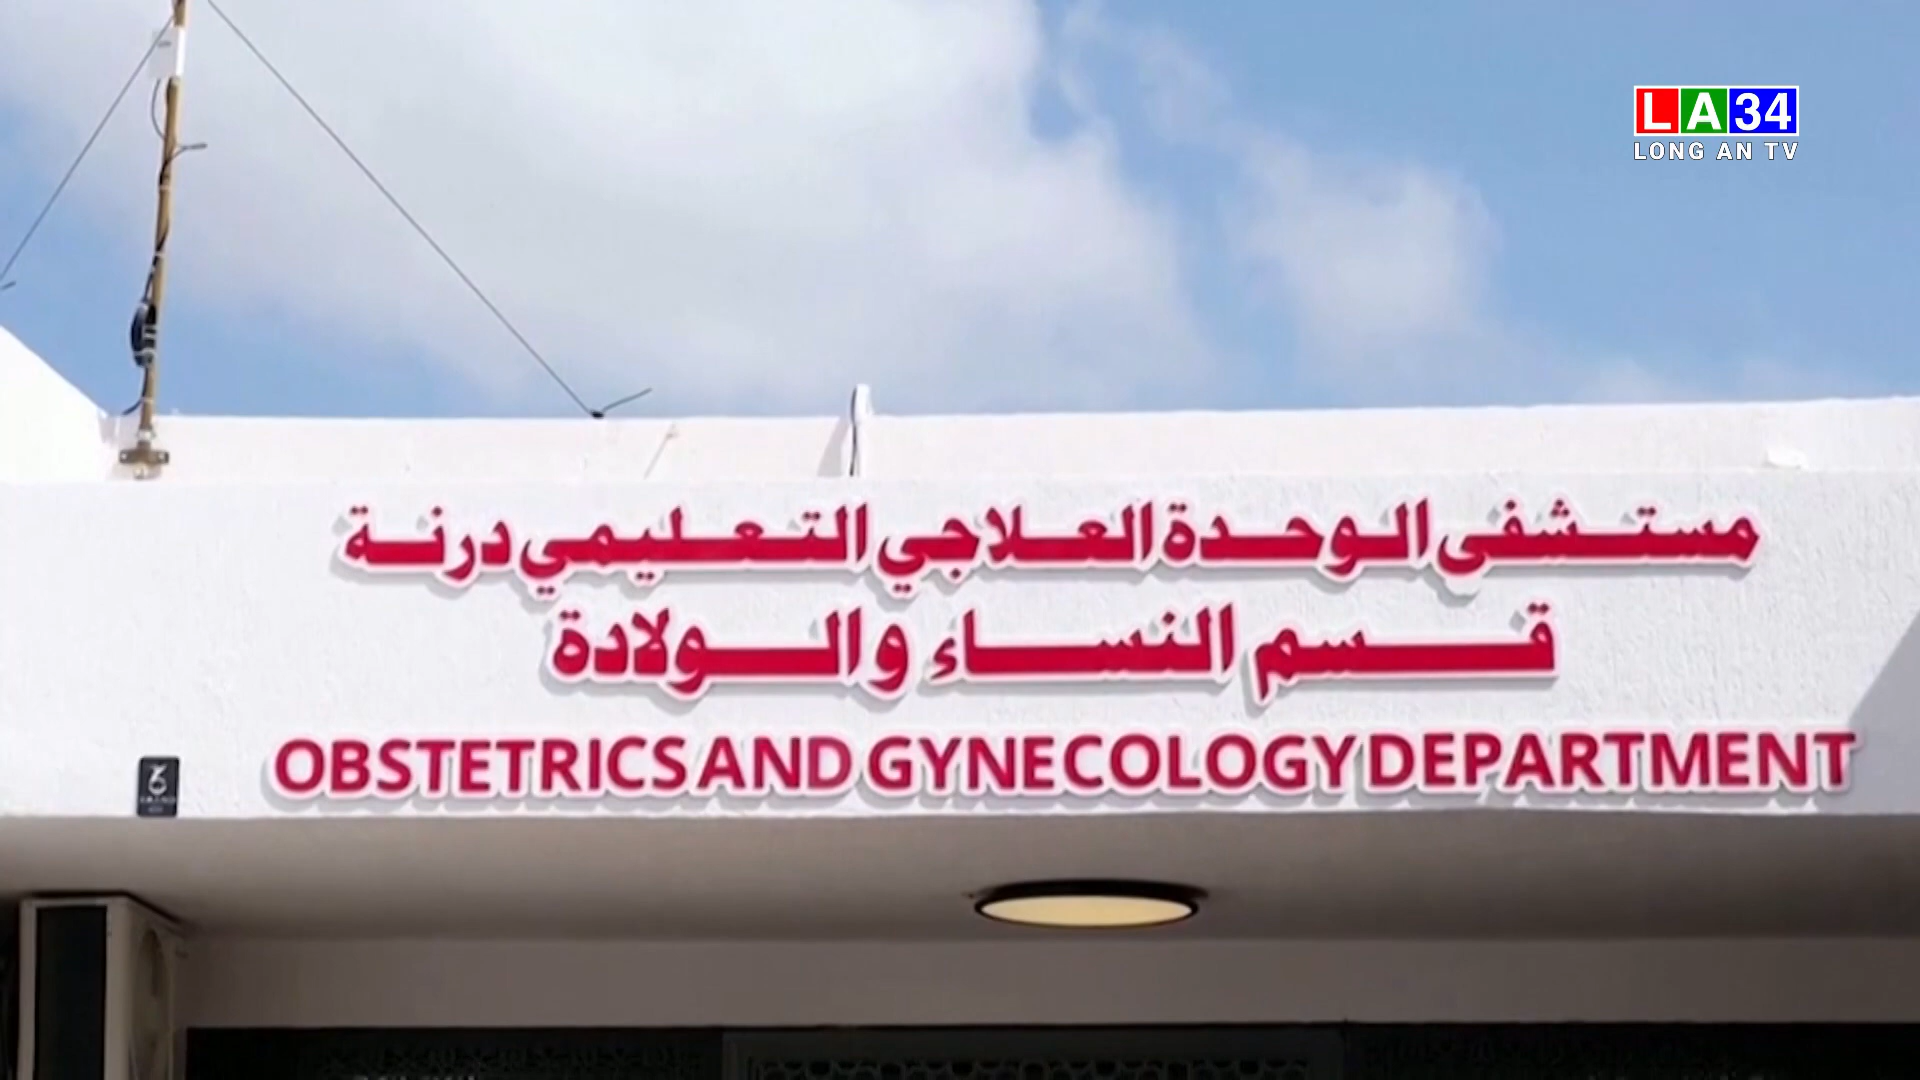 LA34
LONG AN TV
مستشفى الوحدة العلاجي التعليمي درنة
قسم النساء والولادة
OBSTETRICS AND GYNECOLOGY DEPARTMENT